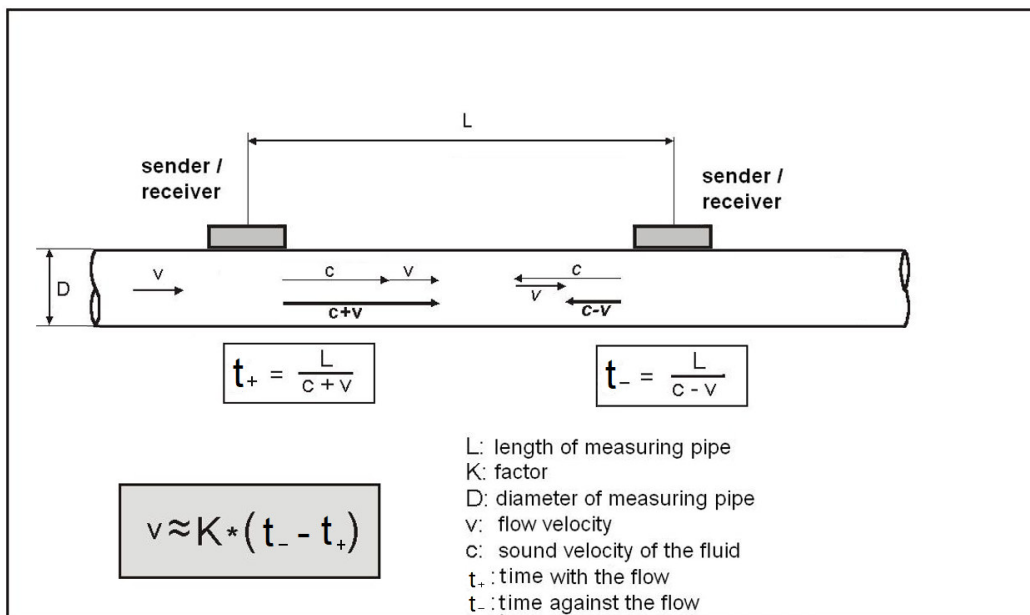 L
sender /
receiver
sender /
receiver
D
v
c
v
c+v
c
v
c-v
t₊ = L / c + v
t₋ = L / c - v
v ≈ K * (t₋ - t₊)
L: length of measuring pipe
K: factor
D: diameter of measuring pipe
v: flow velocity
c: sound velocity of the fluid
t₊: time with the flow
t₋: time against the flow